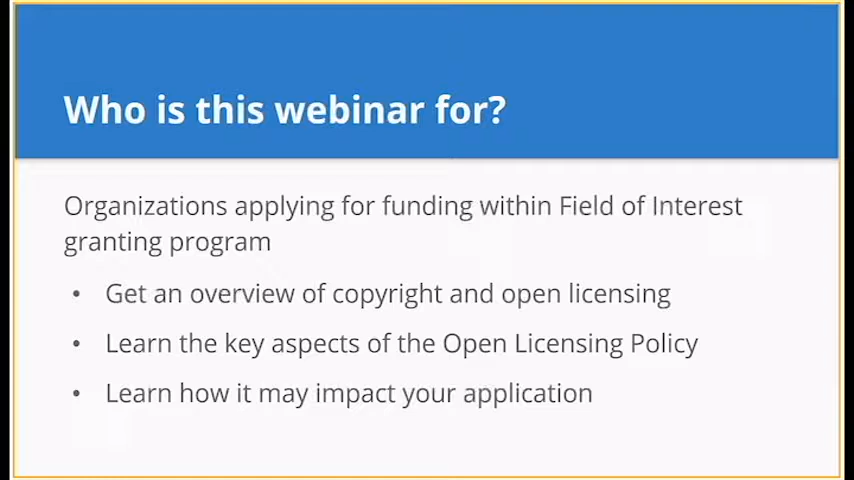 Who is this webinar for?
Organizations applying for funding within Field of Interest
granting program
• Get an overview of copyright and open licensing
• Learn the key aspects of the Open Licensing Policy
• Learn how it may impact your application